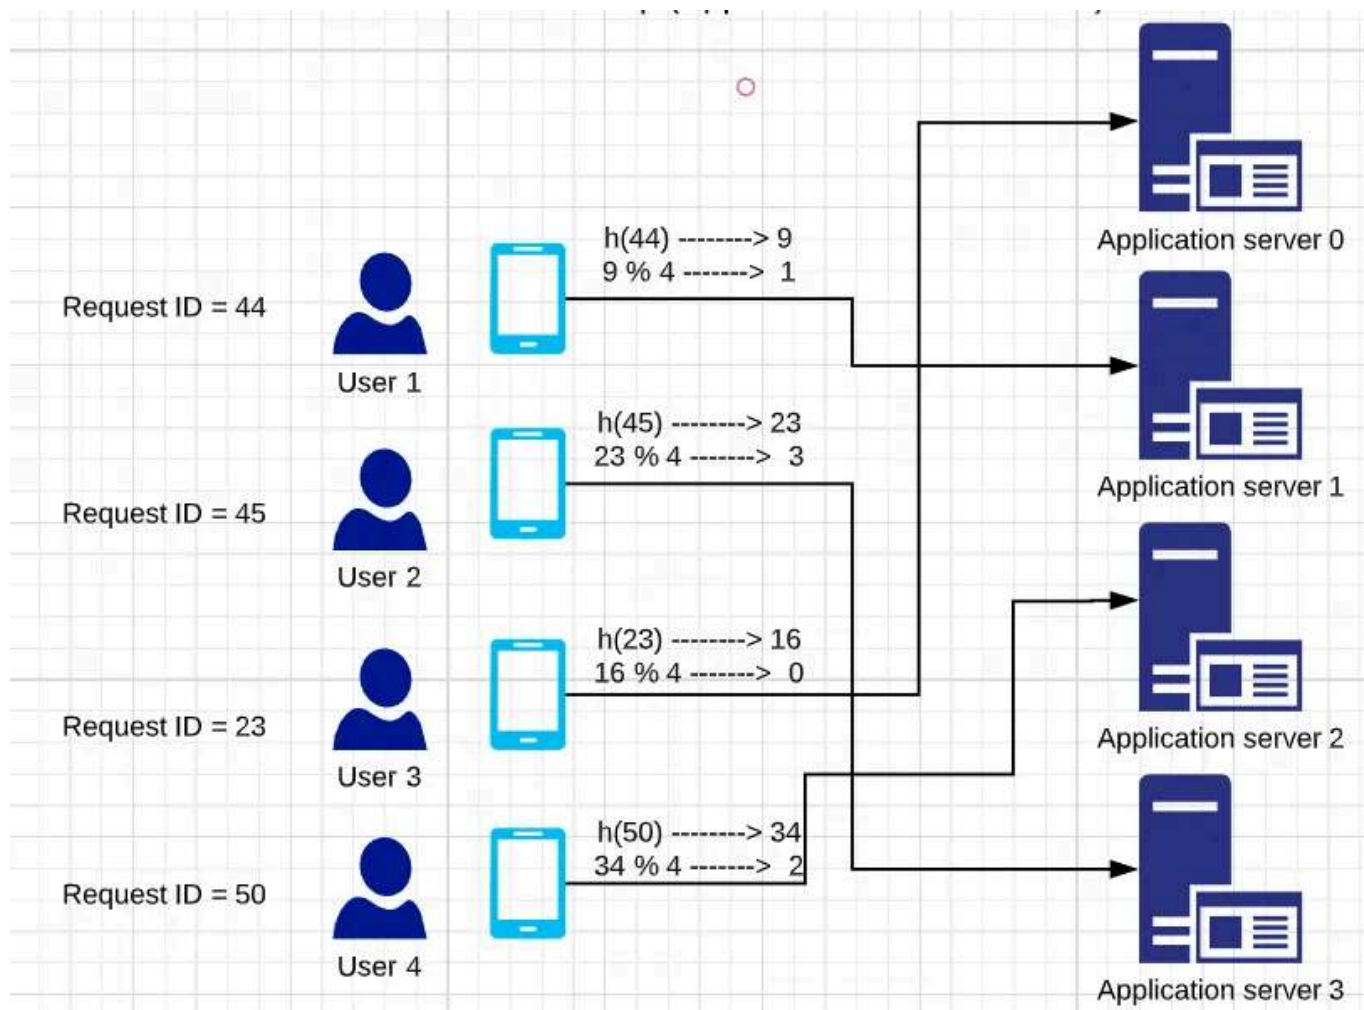 Application server 0
h(44) --------> 9
9 % 4 -------> 1
Request ID = 44
User 1
h(45) --------> 23
23 % 4 -------> 3
Application server 1
Request ID = 45
User 2
h(23) --------> 16
16 % 4 -------> 0
Request ID = 23
Application server 2
User 3
h(50) --------> 34
34 % 4 -------> 2
Request ID = 50
User 4
Application server 3